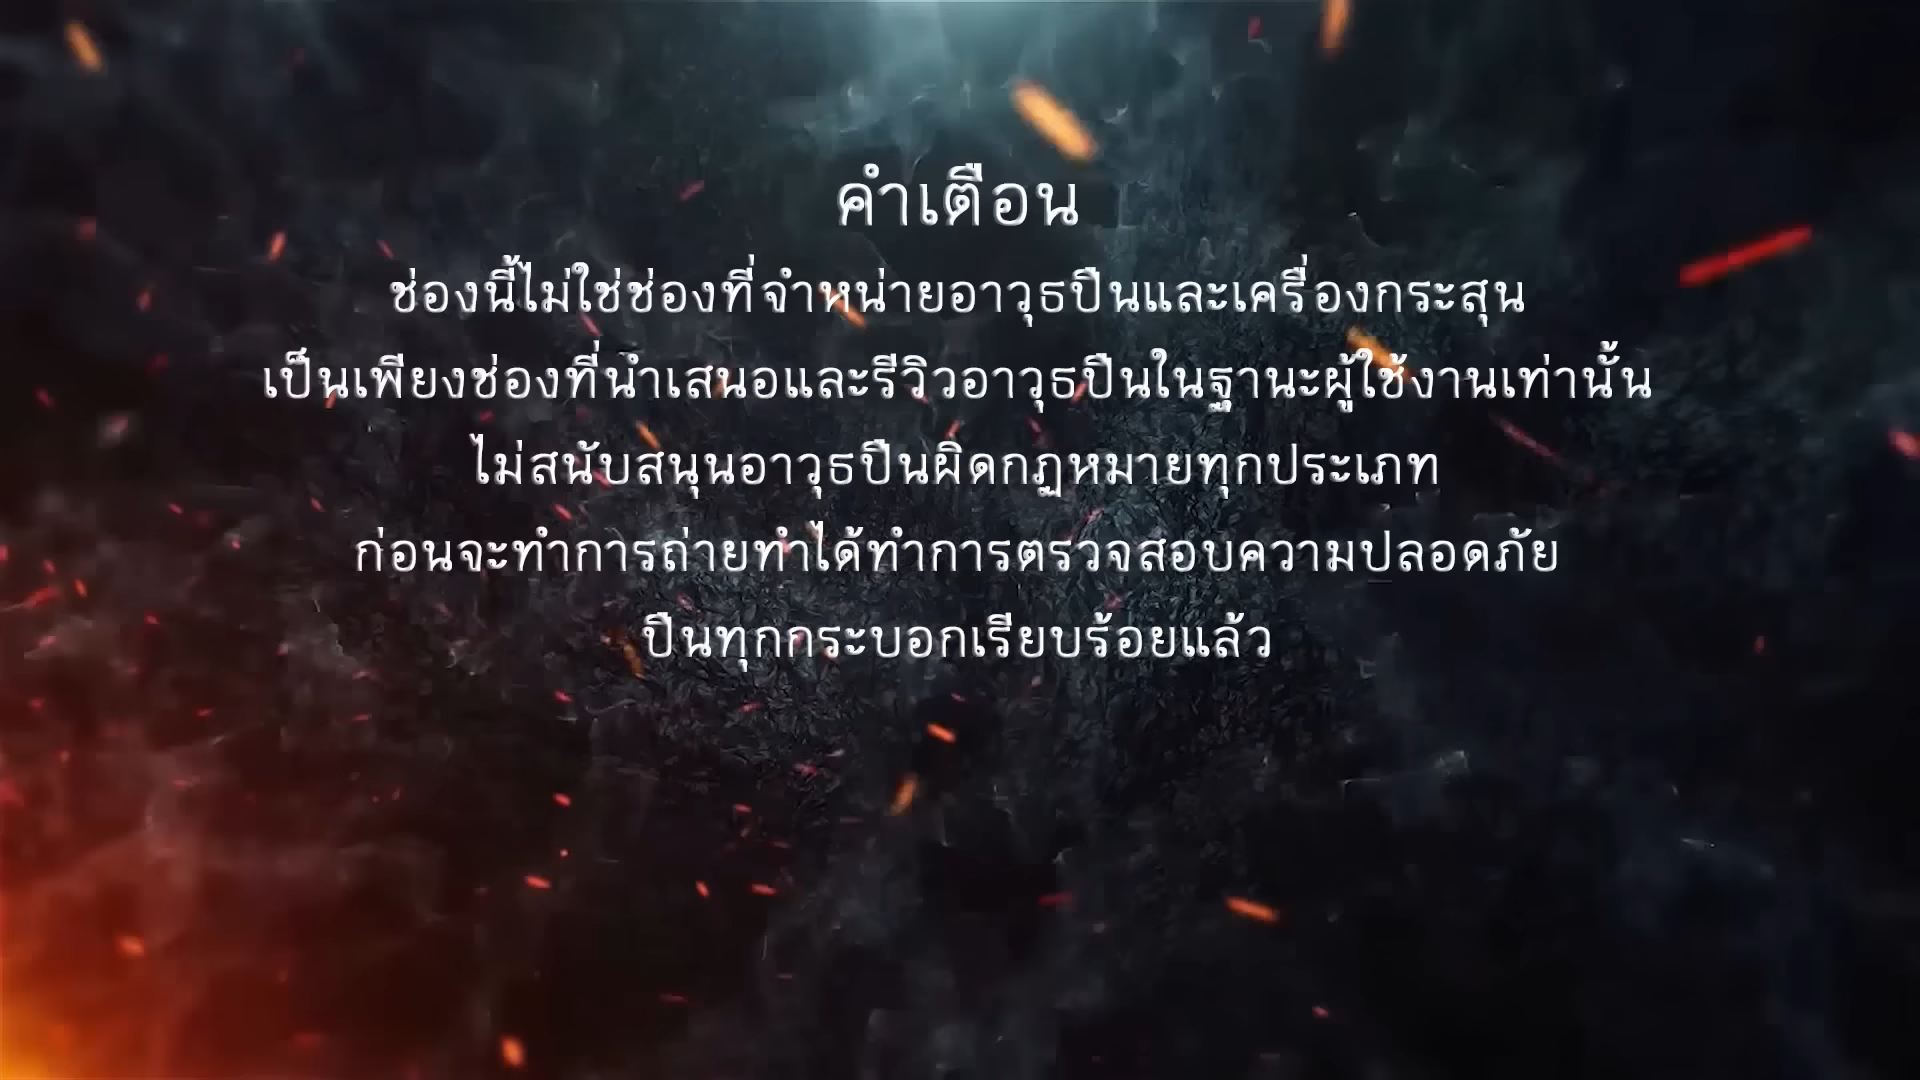 คำเตือน
ช่องนี้ไม่ใช่ช่องที่จำหน่ายอาวุธปืนและเครื่องกระสุน
เป็นเพียงช่องที่นำเสนอและรีวิวอาวุธปืนในฐานะผู้ใช้งานเท่านั้น
ไม่สนับสนุนอาวุธปืนผิดกฎหมายทุกประเภท
ก่อนจะทำการถ่ายทำได้ทำการตรวจสอบความปลอดภัย
ปืนทุกกระบอกเรียบร้อยแล้ว